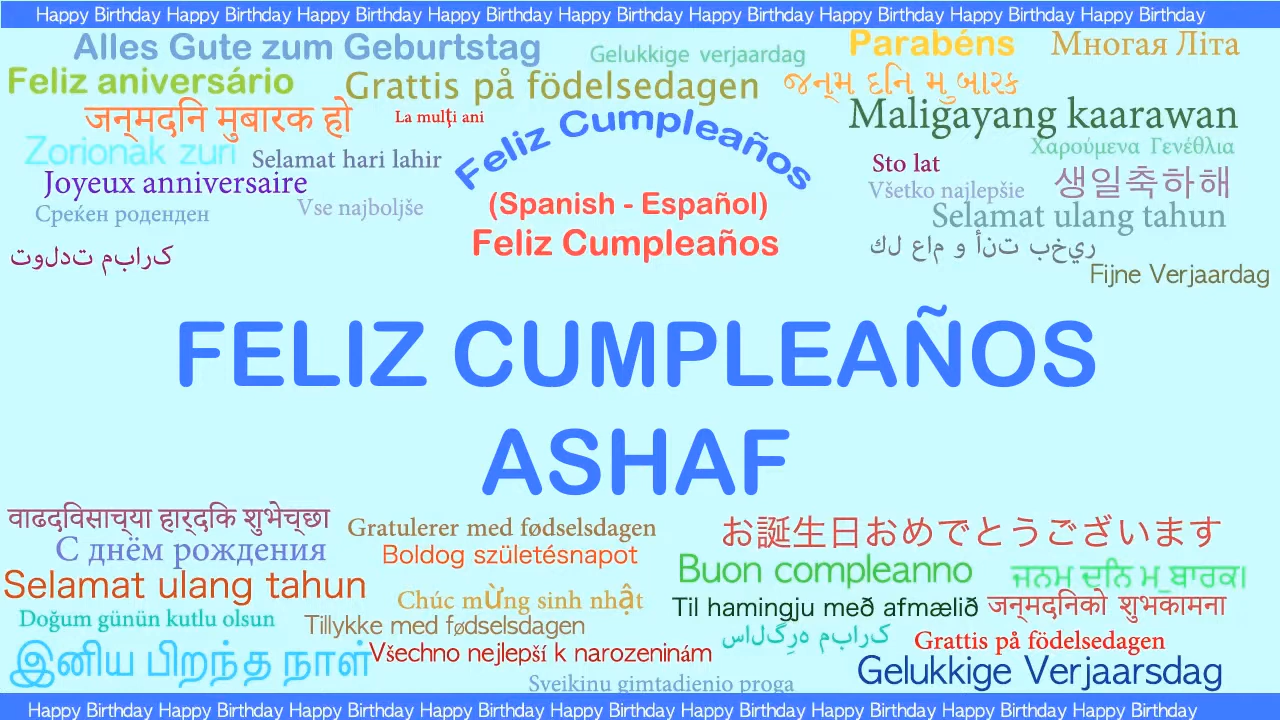 Happy Birthday Happy Birthday Happy Birthday Happy Birthday Happy Birthday Happy Birthday Happy Birthday Happy Birthday Happy Birthday
Alles Gute zum Geburtstag
Gelukkige verjaardag
Parabéns
Многая Літа
Feliz aniversário
Grattis på födelsedagen
જન્મ દિન મુબારક
जन्मदिन मुबारक हो
La mulţi ani
Feliz Cumpleaños
Maligayang kaarawan
Zorionak zuri
Selamat hari lahir
Χαρούμενα Γενέθλια
Sto lat
Joyeux anniversaire
(Spanish - Español)
Všetko najlepšie
생일축하해
Среќен роденден
Vse najboljše
Selamat ulang tahun
Feliz Cumpleaños
تولدت مبارک
كل عام و أنت بخير
Fijne Verjaardag
FELIZ CUMPLEAÑOS
ASHAF
वाढदिवसाच्या हार्दिक शुभेच्छा
Gratulerer med fødselsdagen
お誕生日おめでとうございます
С днём рождения
Boldog születésnapot
Buon compleanno
ਜਨਮ ਦਿਨ ਮੁਬਾਰਕ।
Selamat ulang tahun
Chúc mừng sinh nhật
Til hamingju með afmælið
जन्मदिनको शुभकामना
Doğum günün kutlu olsun
Tillykke med fødselsdagen
سالگرہ مبارک
Grattis på födelsedagen
இனிய பிறந்த நாள்
Všechno nejlepší k narozeninám
Gelukkige Verjaarsdag
Sveikinu gimtadienio proga
Happy Birthday Happy Birthday Happy Birthday Happy Birthday Happy Birthday Happy Birthday Happy Birthday Happy Birthday Happy Birthday